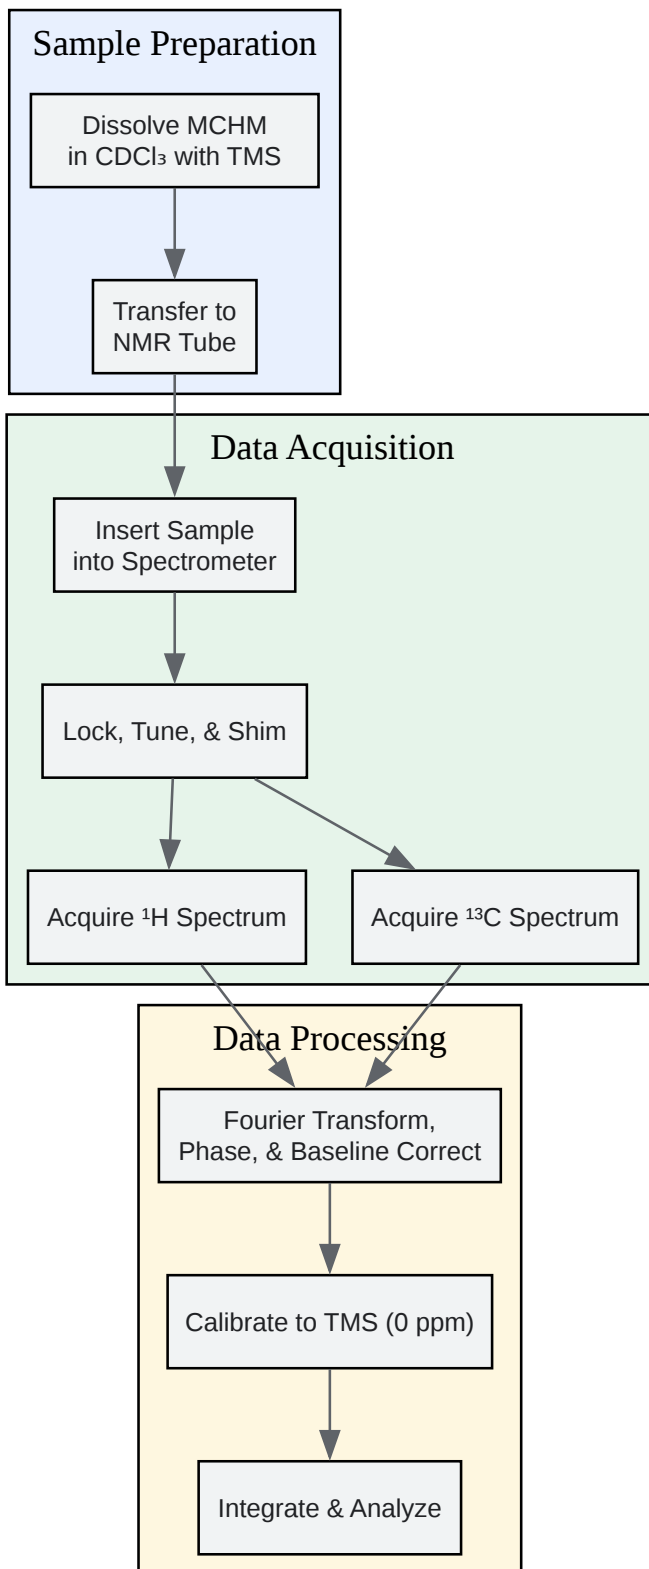 Sample Preparation
Dissolve MCHM
in CDCl₃ with TMS
Transfer to
NMR Tube
Data Acquisition
Insert Sample
into Spectrometer
Lock, Tune, & Shim
Acquire ¹H Spectrum
Acquire ¹³C Spectrum
Data Processing
Fourier Transform,
Phase, & Baseline Correct
Calibrate to TMS (0 ppm)
Integrate & Analyze